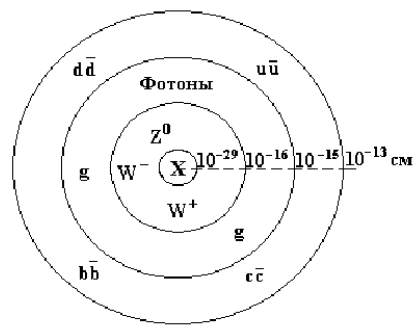 dd̄ uū
Фотоны
Z⁰
g W⁻ X 10⁻²⁹ 10⁻¹⁶ 10⁻¹⁵ 10⁻¹³ см
W⁺
g
bb̄ cc̄